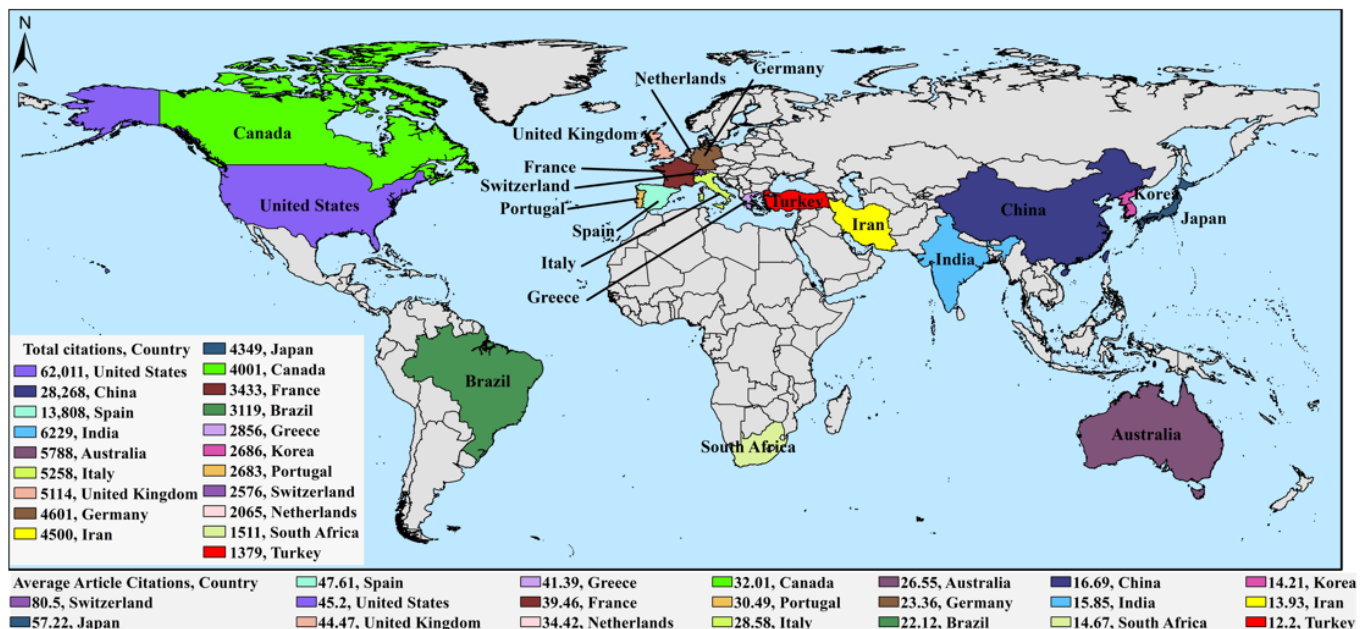 N
Netherlands
Germany
United Kingdom
Canada
France
Switzerland
United States
Portugal
Turkey
Spain
Iran
China
Korea
Japan
India
Italy
Greece
Brazil
South Africa
Australia
Total citations, Country
62,011, United States
28,268, China
13,808, Spain
6229, India
5788, Australia
5258, Italy
5114, United Kingdom
4601, Germany
4500, Iran
4349, Japan
4001, Canada
3433, France
3119, Brazil
2856, Greece
2686, Korea
2683, Portugal
2576, Switzerland
2065, Netherlands
1511, South Africa
1379, Turkey
Average Article Citations, Country
80.5, Switzerland
57.22, Japan
47.61, Spain
45.2, United States
44.47, United Kingdom
41.39, Greece
39.46, France
34.42, Netherlands
32.01, Canada
30.49, Portugal
28.58, Italy
26.55, Australia
23.36, Germany
22.12, Brazil
16.69, China
15.85, India
14.67, South Africa
14.21, Korea
13.93, Iran
12.2, Turkey